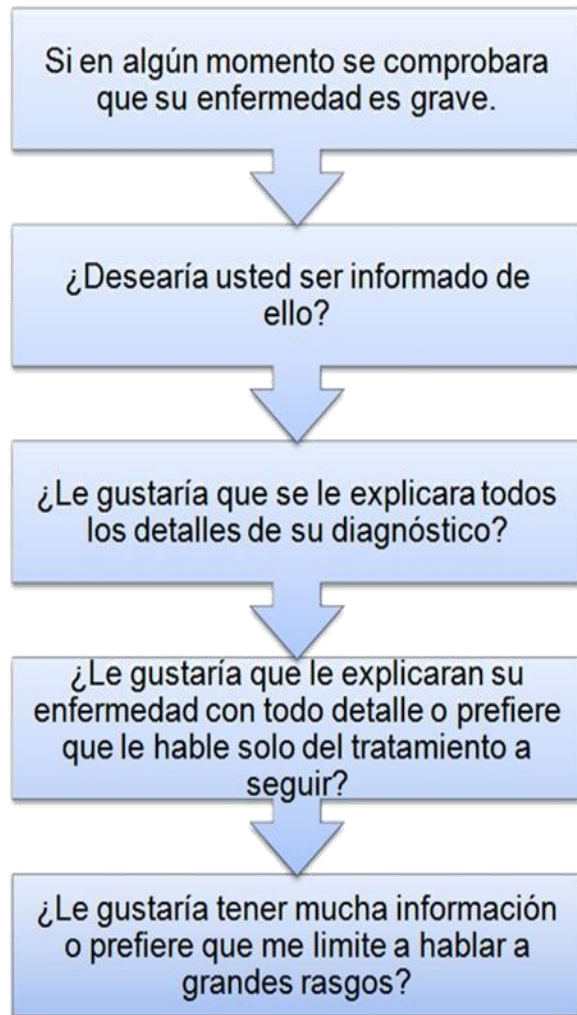 Si en algún momento se comprobara
que su enfermedad es grave.
¿Desearía usted ser informado de
ello?
¿Le gustaría que se le explicara todos
los detalles de su diagnóstico?
¿Le gustaría que le explicaran su
enfermedad con todo detalle o prefiere
que le hable solo del tratamiento a
seguir?
¿Le gustaría tener mucha información
o prefiere que me limite a hablar a
grandes rasgos?